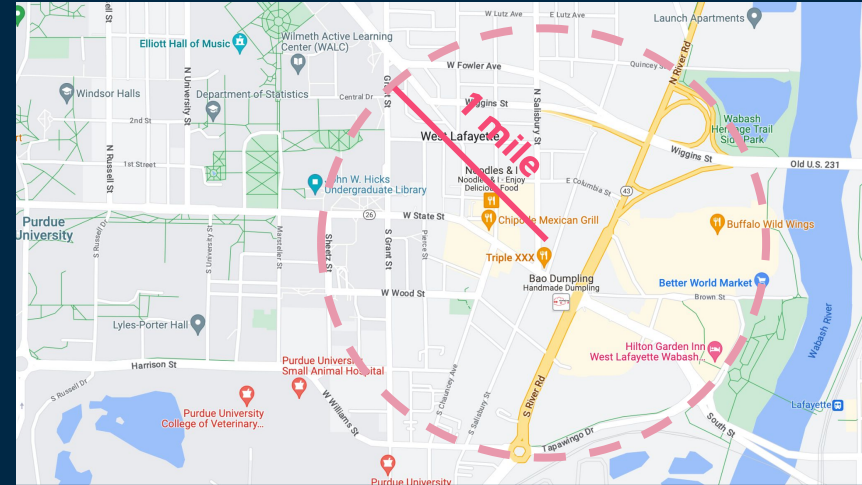 W Lutz Ave
E Lutz Ave
Launch Apartments
Elliott Hall of Music
Wilmeth Active Learning
Center (WALC)
W Fowler Ave
Quincey
N River Rd
Windsor Halls
Department of Statistics
N University St
Central Dr
Grant St
Wiggins St
N Salisbury St
1 mile
Wabash
Heritage Trail
Side Park
2nd St
West Lafayette
Wiggins St
Old U.S. 231
1st Street
N Russell St
John W. Hicks
Undergraduate Library
Noodles & I
Noodles & I - Enjoy
Delicious Food
E Columbia St
43
26
W State St
Chipotle Mexican Grill
Buffalo Wild Wings
Purdue
University
S Russell
S University St
Marsteller St
Sheetz St
S Grant St
Pierce St
Triple XXX
Bao Dumpling
Handmade Dumpling
Better World Market
Brown St
W Wood St
Wabash River
Lyles-Porter Hall
Hilton Garden Inn
West Lafayette Wabash...
Harrison St
Purdue University
Small Animal Hospital
S Russell Dr
Purdue University
College of Veterinary...
W Williams St
S Chauncey Ave
S Salisbury St
S River Rd
Tapawingo Dr
South St
Lafayette
Purdue University